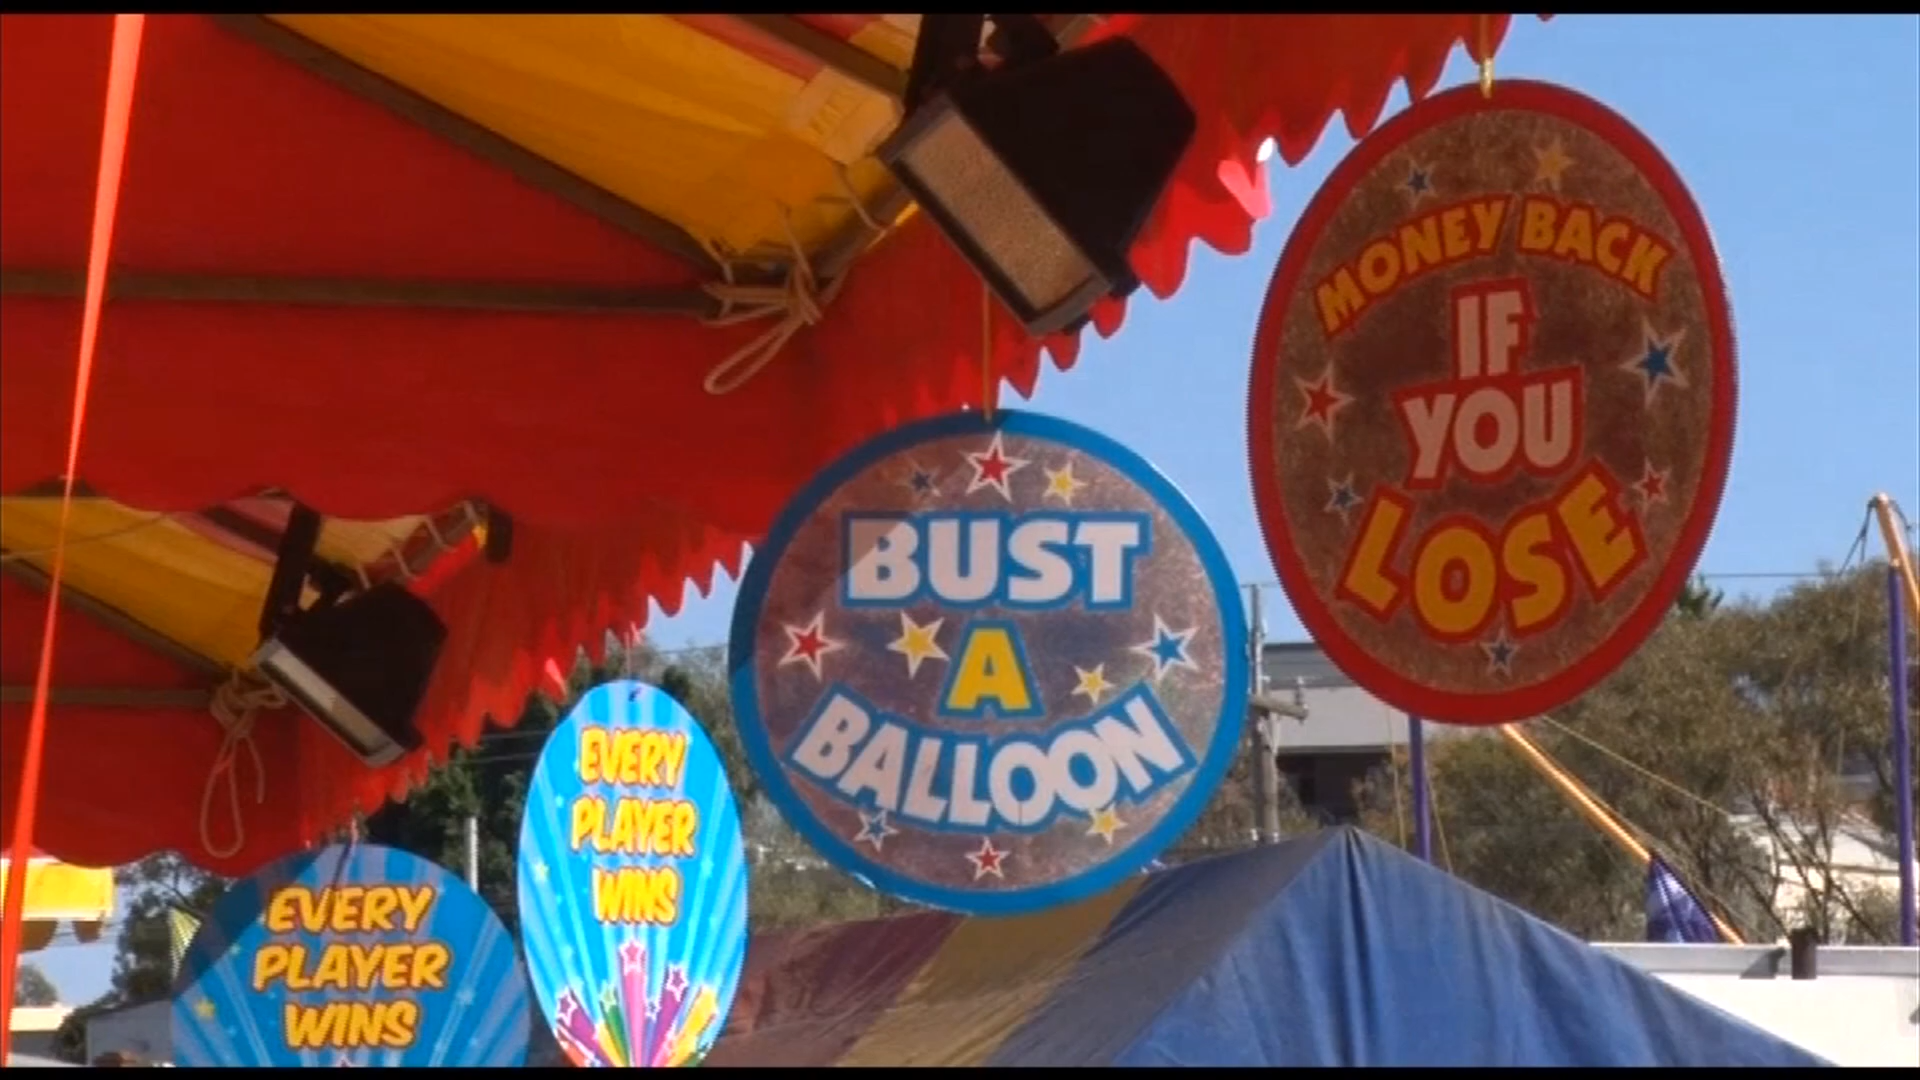 MONEY BACK
IF
YOU
LOSE
BUST
A
BALLOON
EVERY
PLAYER
WINS
EVERY
PLAYER
WINS